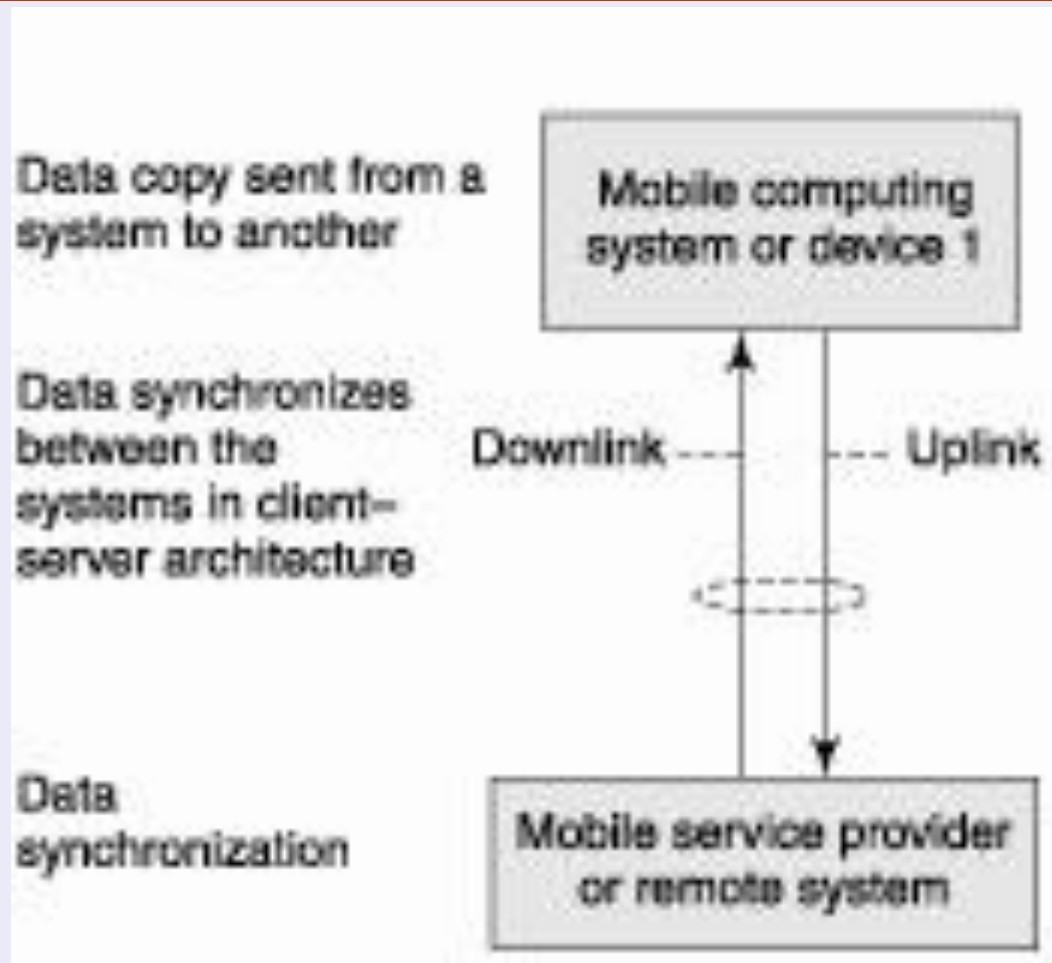 Data copy sent from a
system to another
Mobile computing
system or device 1
Data synchronizes
between the
systems in client–
server architecture
Downlink
Uplink
Data
synchronization
Mobile service provider
or remote system